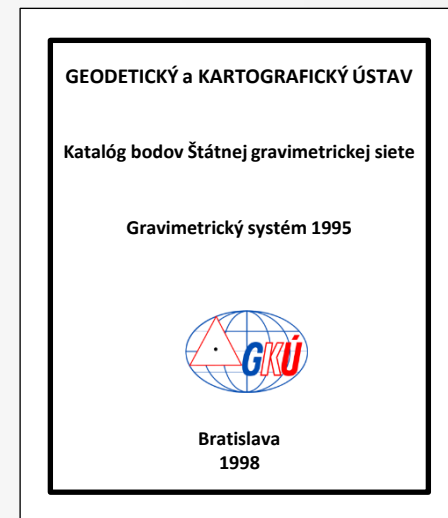 GEODETICKÝ a KARTOGRAFICKÝ ÚSTAV
Katalóg bodov Štátnej gravimetrickej siete
Gravimetrický systém 1995
GKÚ
Bratislava
1998